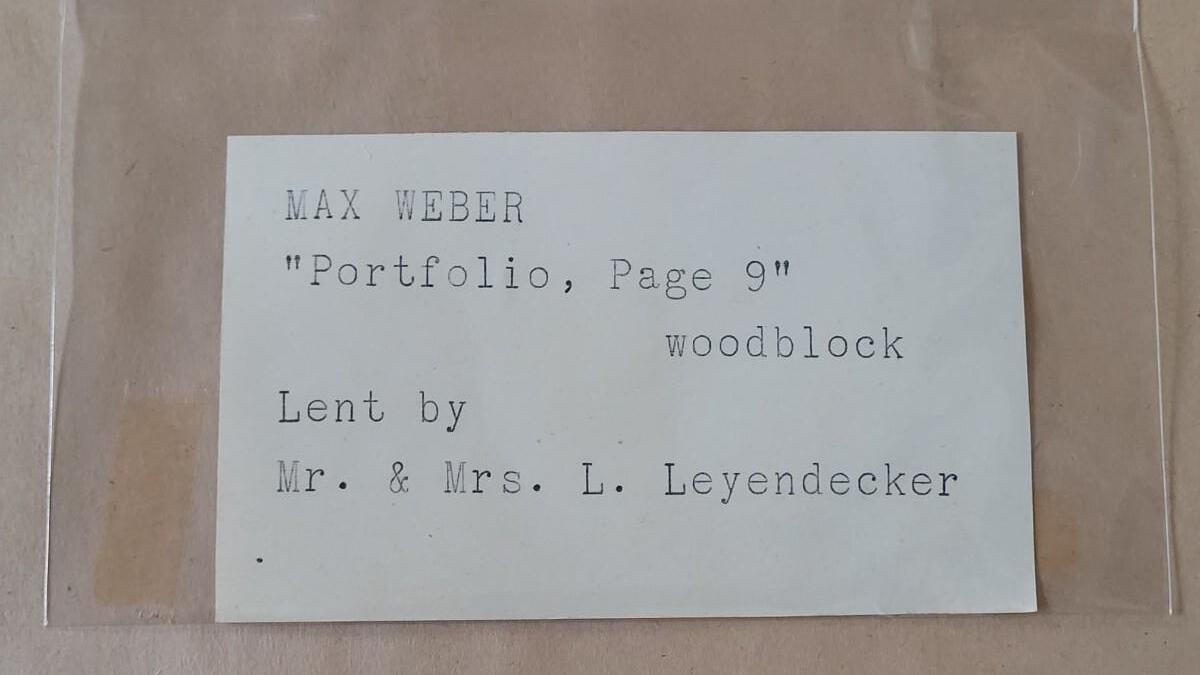 MAX WEBER
"Portfolio, Page 9"
woodblock
Lent by
Mr. & Mrs. L. Leyendecker